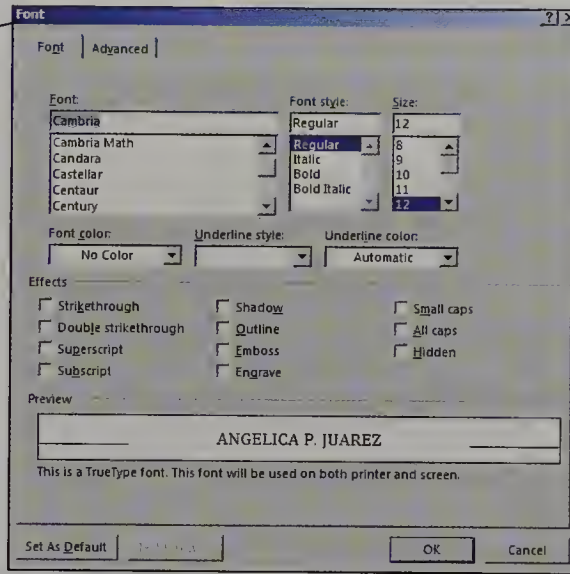 Font ? X
Font Advanced
Font: Font style: Size:
Cambria Regular 12
Cambria Math Regular 8
Candara Italic 9
Castellar Bold 10
Centaur Bold Italic 11
Century 12
Font color: Underline style: Underline color:
No Color Automatic
Effects
Strikethrough Shadow Small caps
Double strikethrough Outline All caps
Superscript Emboss Hidden
Subscript Engrave
Preview
ANGELICA P. JUAREZ
This is a TrueType font. This font will be used on both printer and screen.
Set As Default OK Cancel